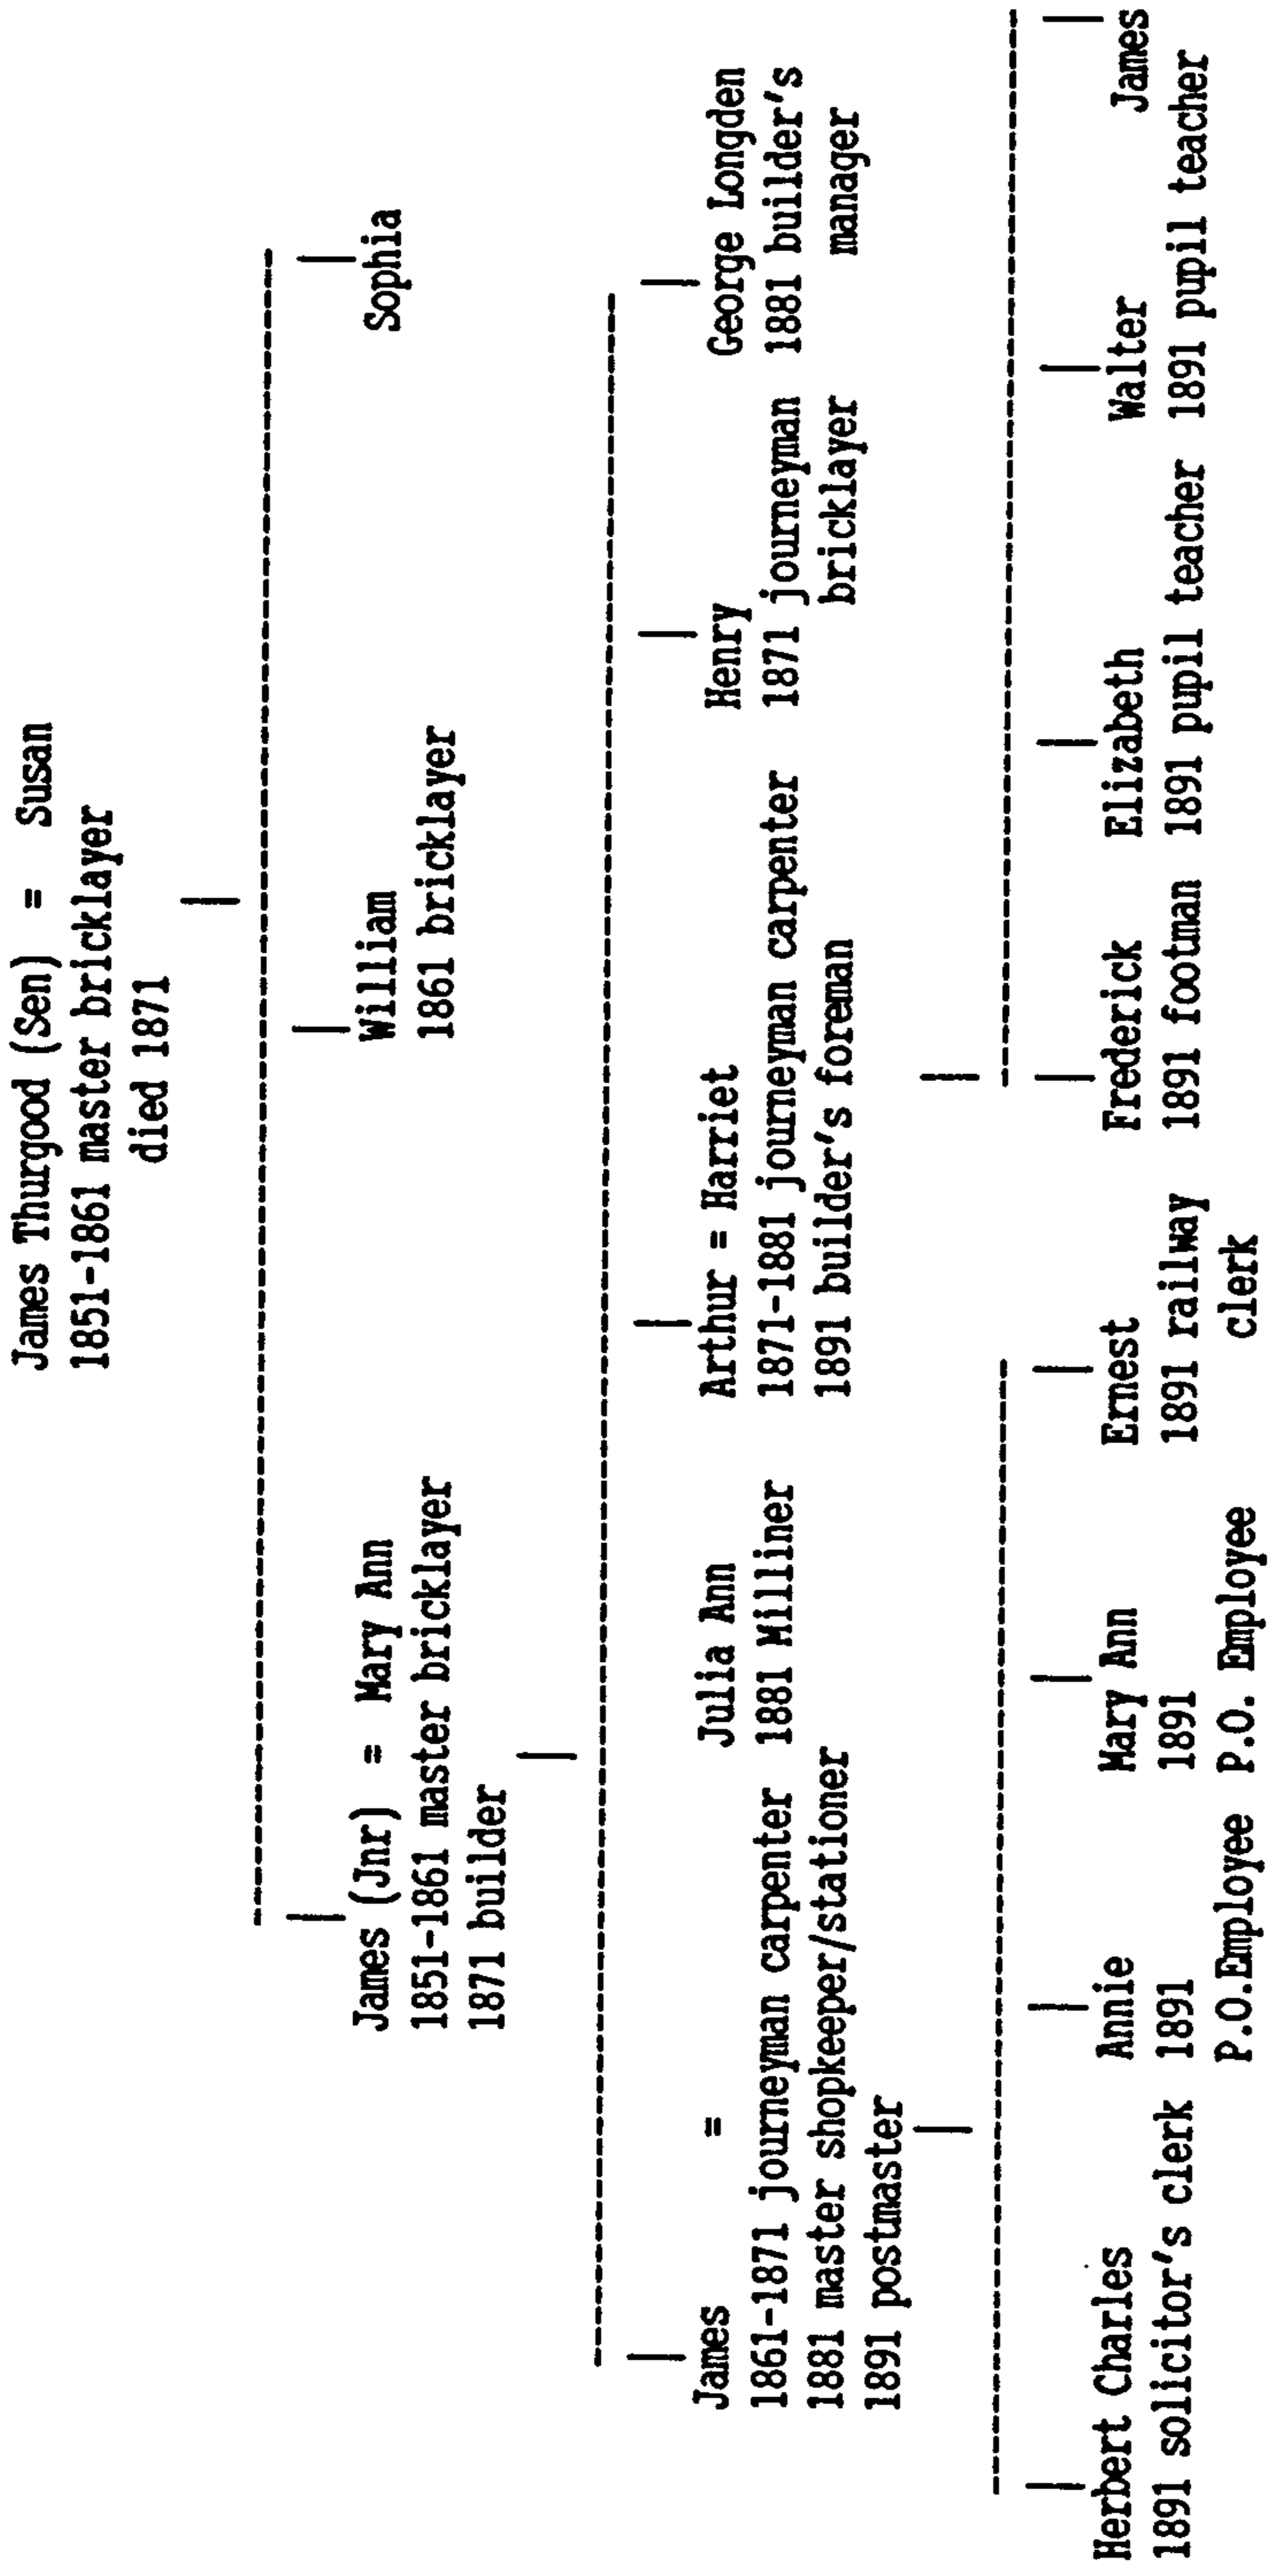 James Thurgood (Sen) = Susan
1851-1861 master bricklayer
died 1871
James (Jnr) = Mary Ann
1851-1861 master bricklayer
1871 builder
William
1861 bricklayer
Sophia
James =
1861-1871 journeyman carpenter
1881 master shopkeeper/stationer
1891 postmaster
Julia Ann
1881 Milliner
Arthur = Harriet
1871-1881 journeyman carpenter
1891 builder's foreman
Henry
1871 journeyman
bricklayer
George Longden
1881 builder's
manager
Herbert Charles
1891 solicitor's clerk
Annie
1891
P.O.Employee
Mary Ann
1891
P.O. Employee
Ernest
1891 railway
clerk
Frederick
1891 footman
Elizabeth
1891 pupil teacher
Walter
1891 pupil teacher
James